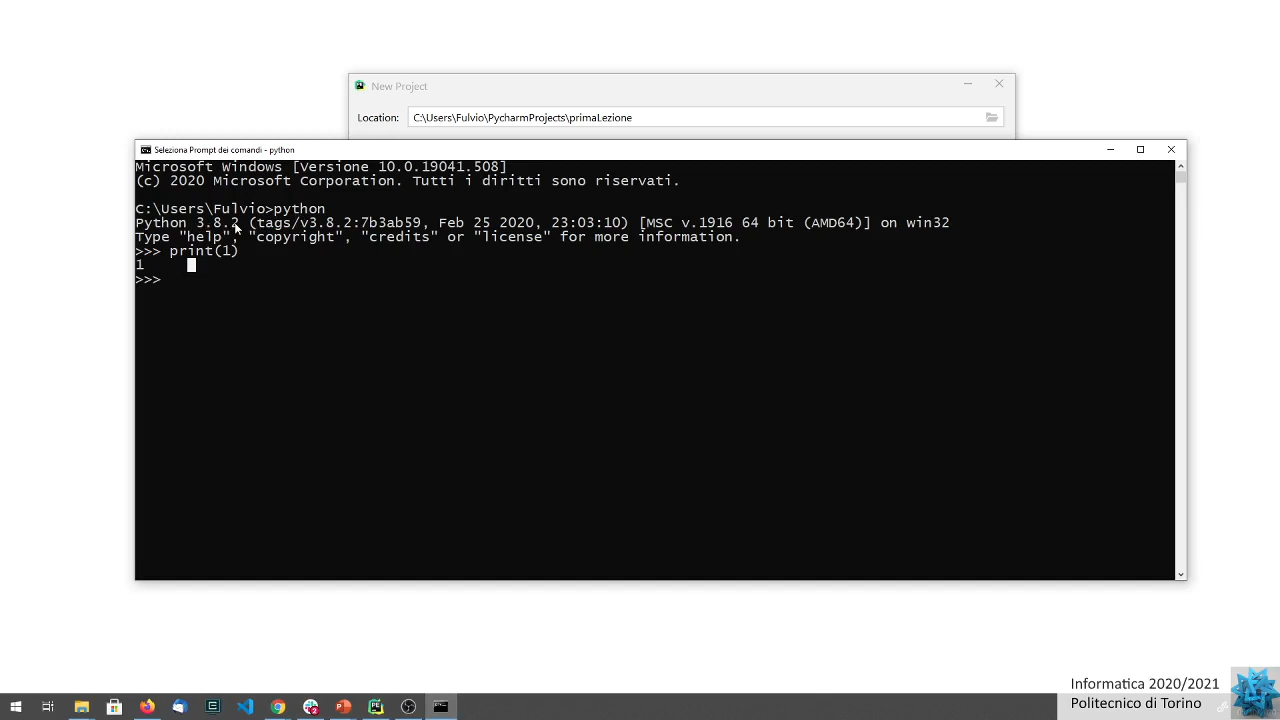 New Project
Location: C:\Users\Fulvio\PycharmProjects\primaLezione
Seleziona Prompt dei comandi - python
Microsoft Windows [Versione 10.0.19041.508]
(c) 2020 Microsoft Corporation. Tutti i diritti sono riservati.
C:\Users\Fulvio>python
Python 3.8.2 (tags/v3.8.2:7b3ab59, Feb 25 2020, 23:03:10) [MSC v.1916 64 bit (AMD64)] on win32
Type "help", "copyright", "credits" or "license" for more information.
>>> print(1)
1
>>>
Informatica 2020/2021
Politecnico di Torino